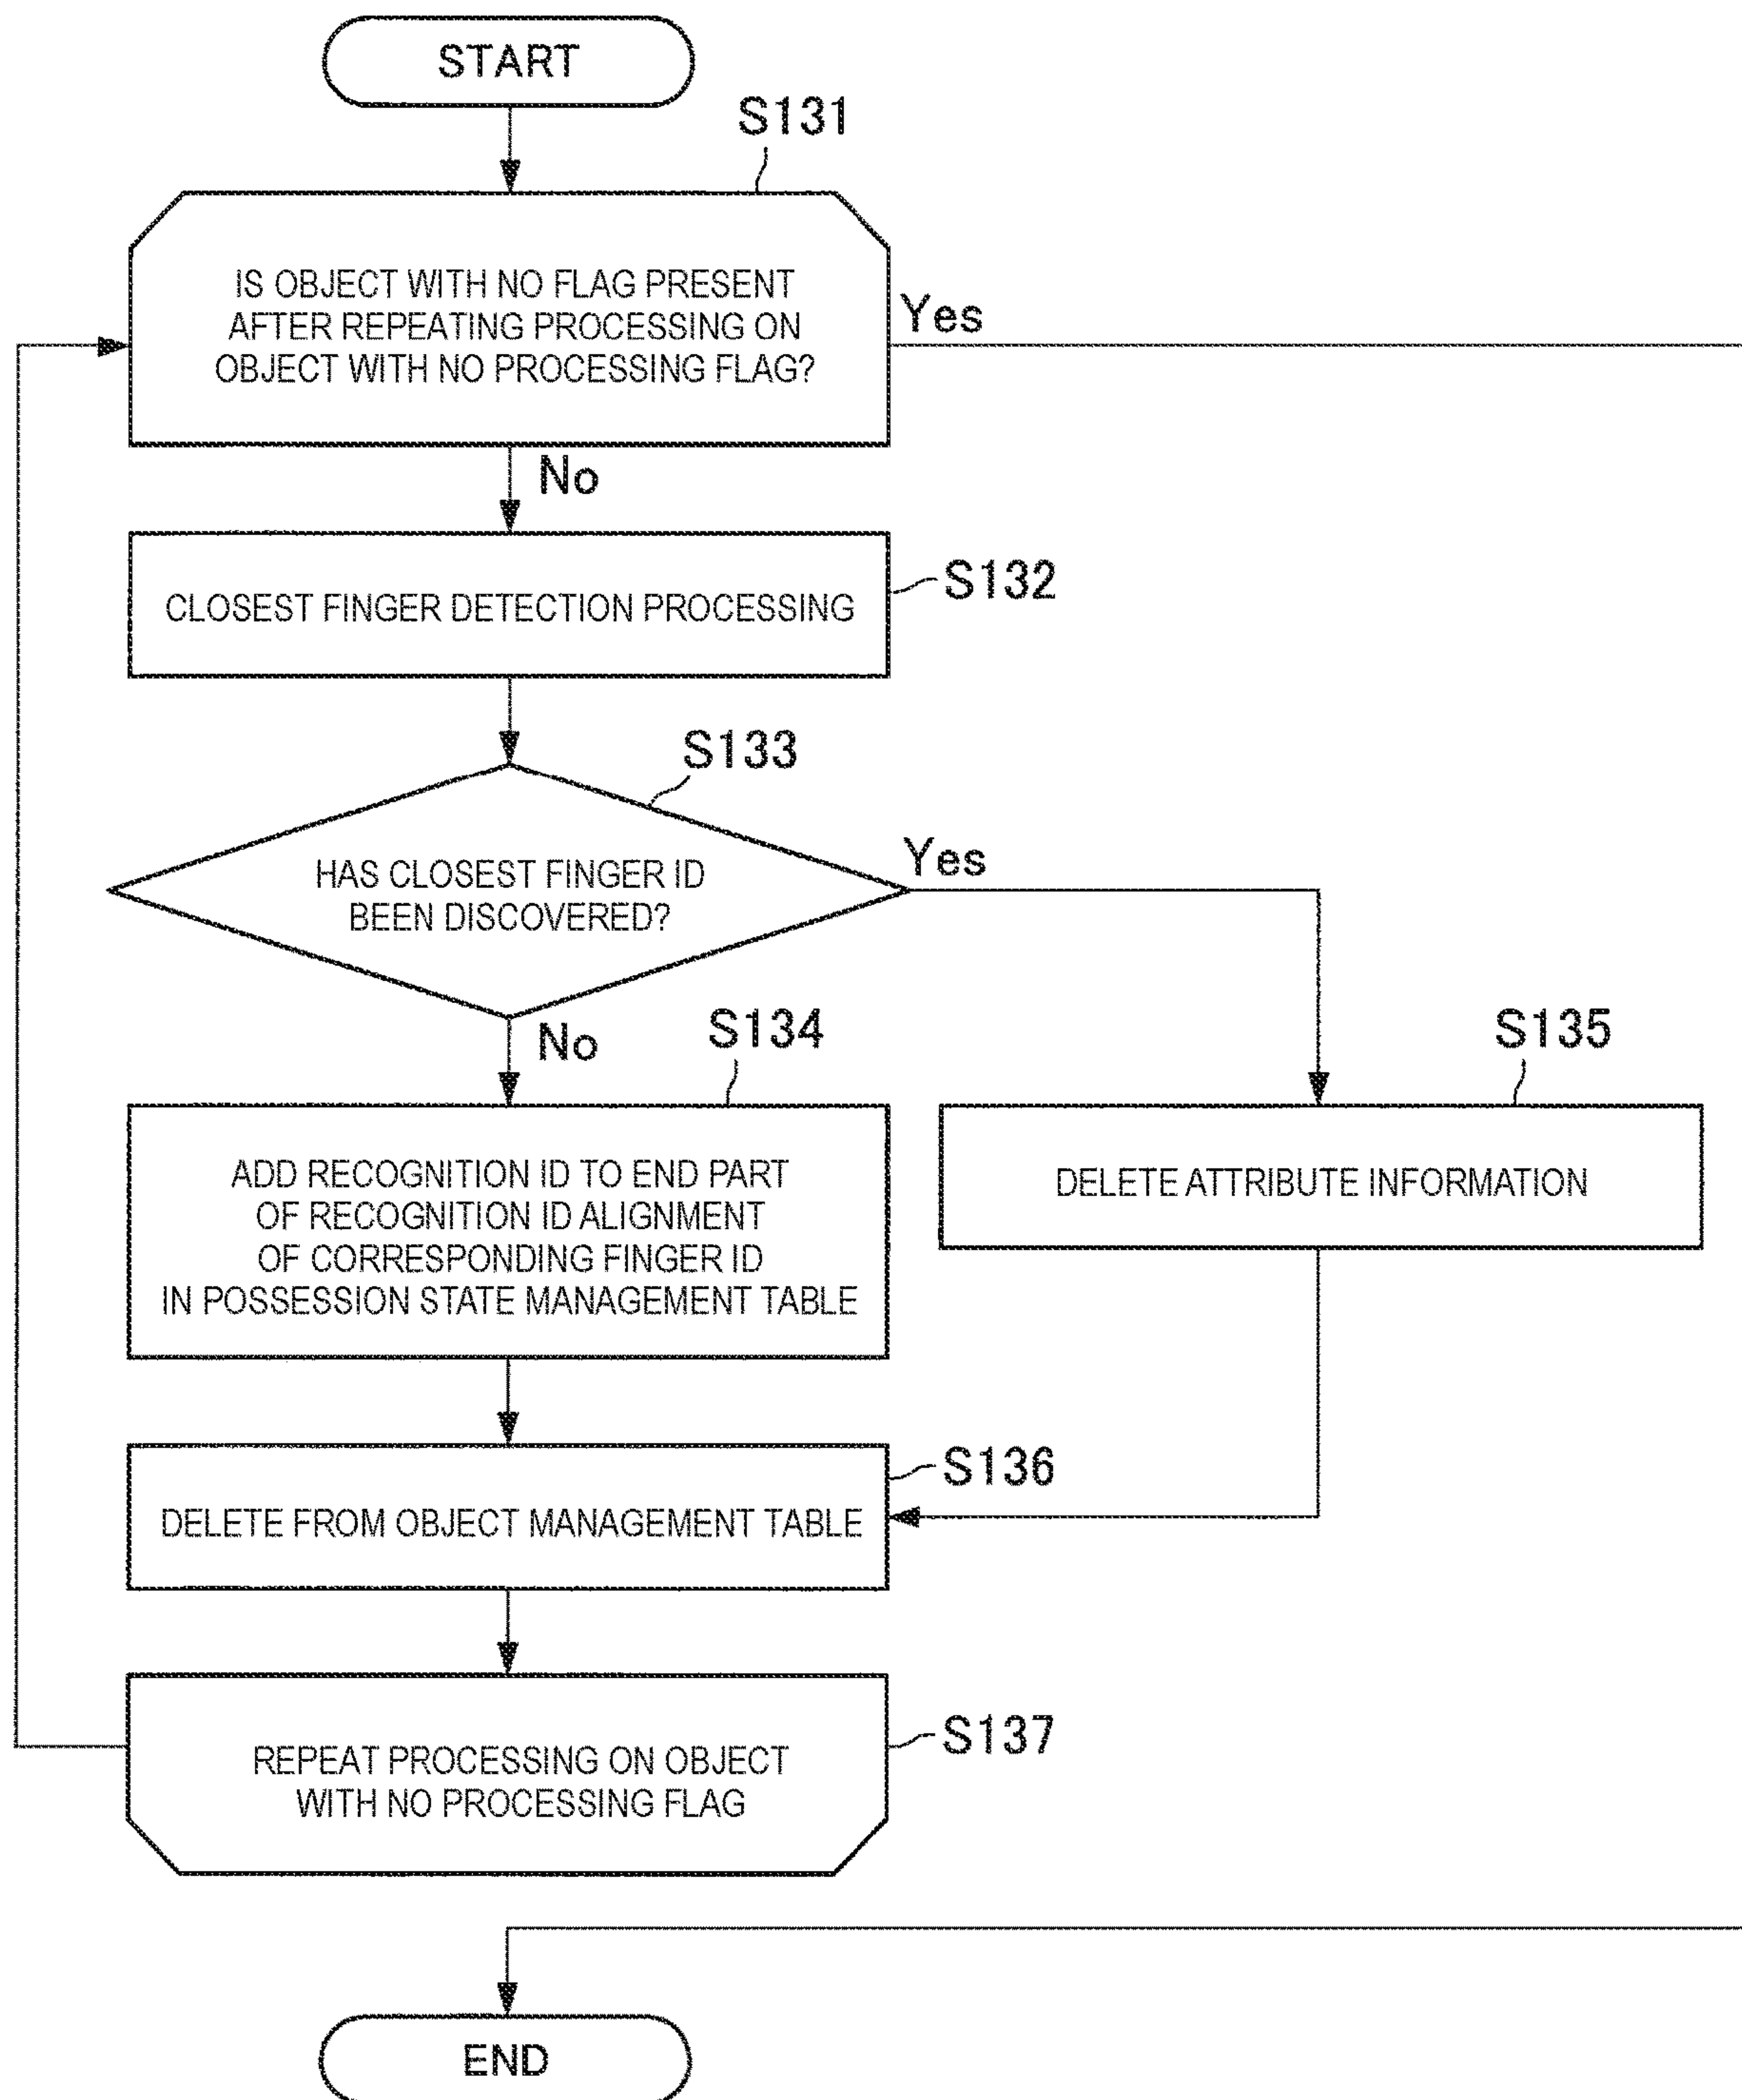 START
S131
IS OBJECT WITH NO FLAG PRESENT
AFTER REPEATING PROCESSING ON
OBJECT WITH NO PROCESSING FLAG?
Yes
No
CLOSEST FINGER DETECTION PROCESSING
S132
S133
HAS CLOSEST FINGER ID
BEEN DISCOVERED?
Yes
No
S134
S135
ADD RECOGNITION ID TO END PART
OF RECOGNITION ID ALIGNMENT
OF CORRESPONDING FINGER ID
IN POSSESSION STATE MANAGEMENT TABLE
DELETE ATTRIBUTE INFORMATION
S136
DELETE FROM OBJECT MANAGEMENT TABLE
S137
REPEAT PROCESSING ON OBJECT
WITH NO PROCESSING FLAG
END